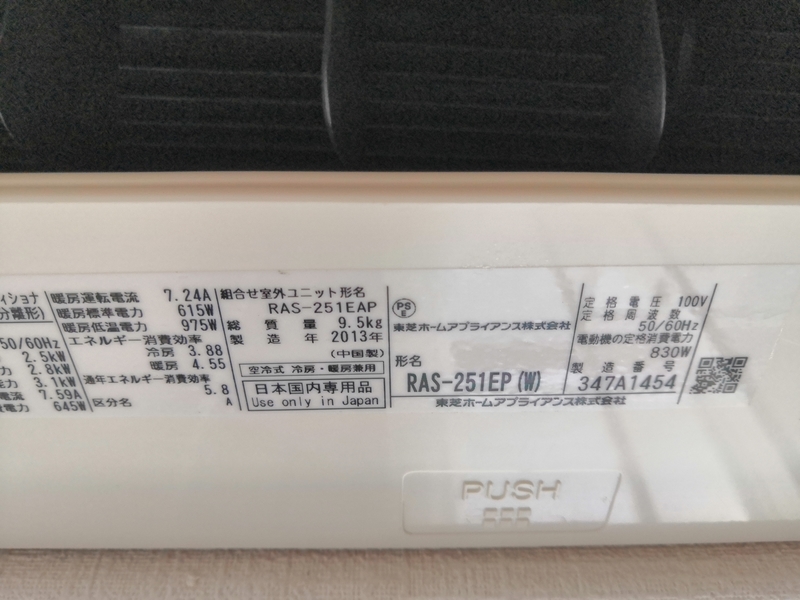 ィショナ
分離形)
50/60Hz
2.5kW
力 2.8kW
力 3.1kW
電流 7.59A
電力 645W
暖房運転電流 7.24A
暖房標準電力 615W
暖房低温電力 975W
エネルギー消費効率
冷房 3.88
暖房 4.55
通年エネルギー消費効率
5.8
区分名 A
組合せ室外ユニット形名
RAS-251EAP
総質量 9.5kg
製造年 2013年
(中国製)
空冷式 冷房・暖房兼用
日本国内専用品
Use only in Japan
PS
E
東芝ホームアプライアンス株式会社
形名
RAS-251EP(W)
定格電圧 100V
定格周波数
50/60Hz
電動機の定格消費電力
830W
製造番号
347A1454
東芝ホームアプライアンス株式会社
PUSH